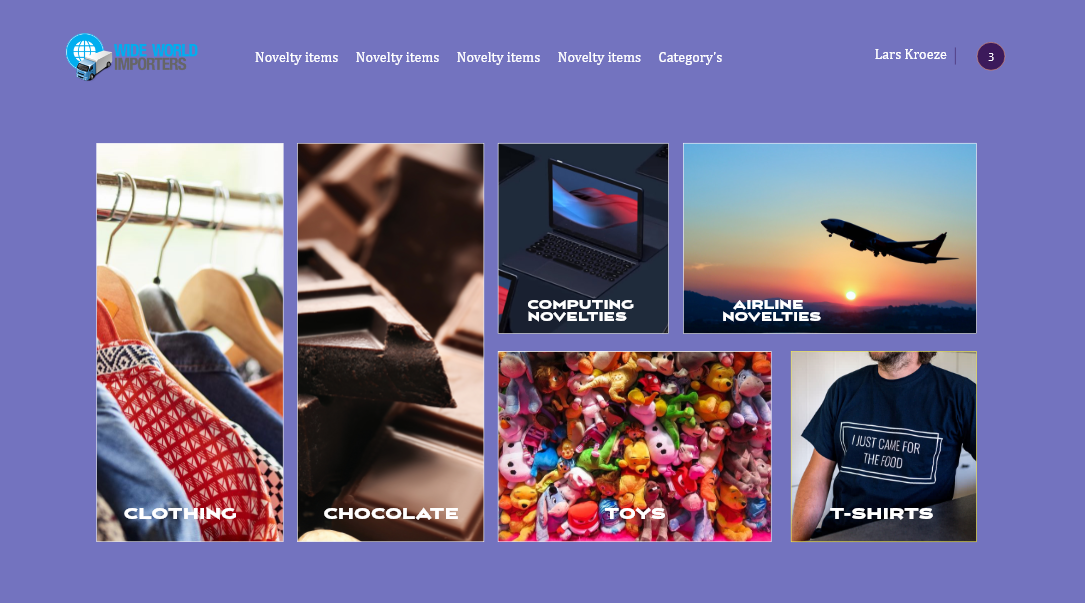 WIDE WORLD
IMPORTERS
Novelty items Novelty items Novelty items Novelty items Category's
Lars Kroeze
3
COMPUTING
NOVELTIES
AIRLINE
NOVELTIES
I JUST CAME FOR
THE FOOD
CLOTHING
CHOCOLATE
TOYS
T-SHIRTS